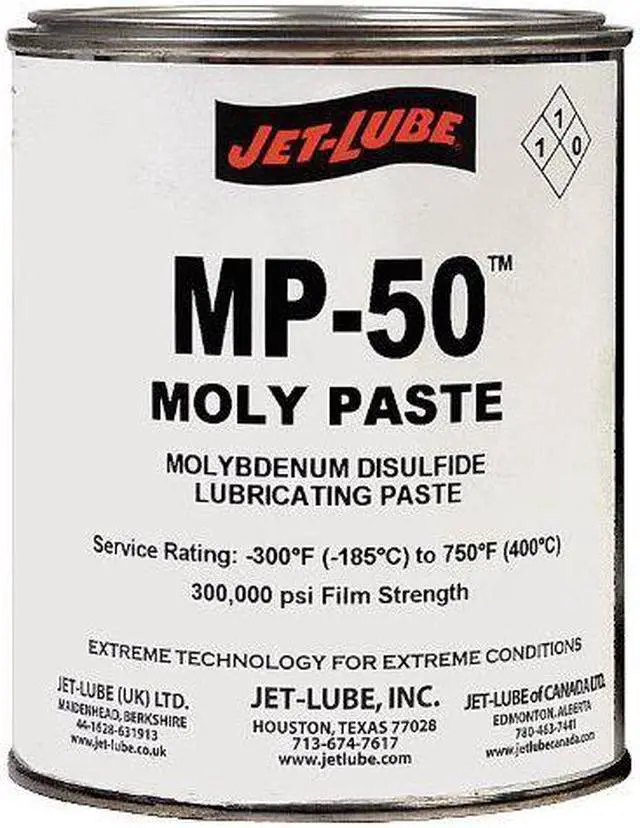 JET-LUBE®
1
1 0
MP-50™
MOLY PASTE
MOLYBDENUM DISULFIDE
LUBRICATING PASTE
Service Rating: -300°F (-185°C) to 750°F (400°C)
300,000 psi Film Strength
EXTREME TECHNOLOGY FOR EXTREME CONDITIONS
JET-LUBE (UK) LTD.
MAIDENHEAD, BERKSHIRE
44-1628-631913
www.jet-lube.co.uk
JET-LUBE, INC.
HOUSTON, TEXAS 77028
713-674-7617
www.jetlube.com
JET-LUBE of CANADA LTD.
EDMONTON, ALBERTA
780-463-7441
www.jetlubecanada.com